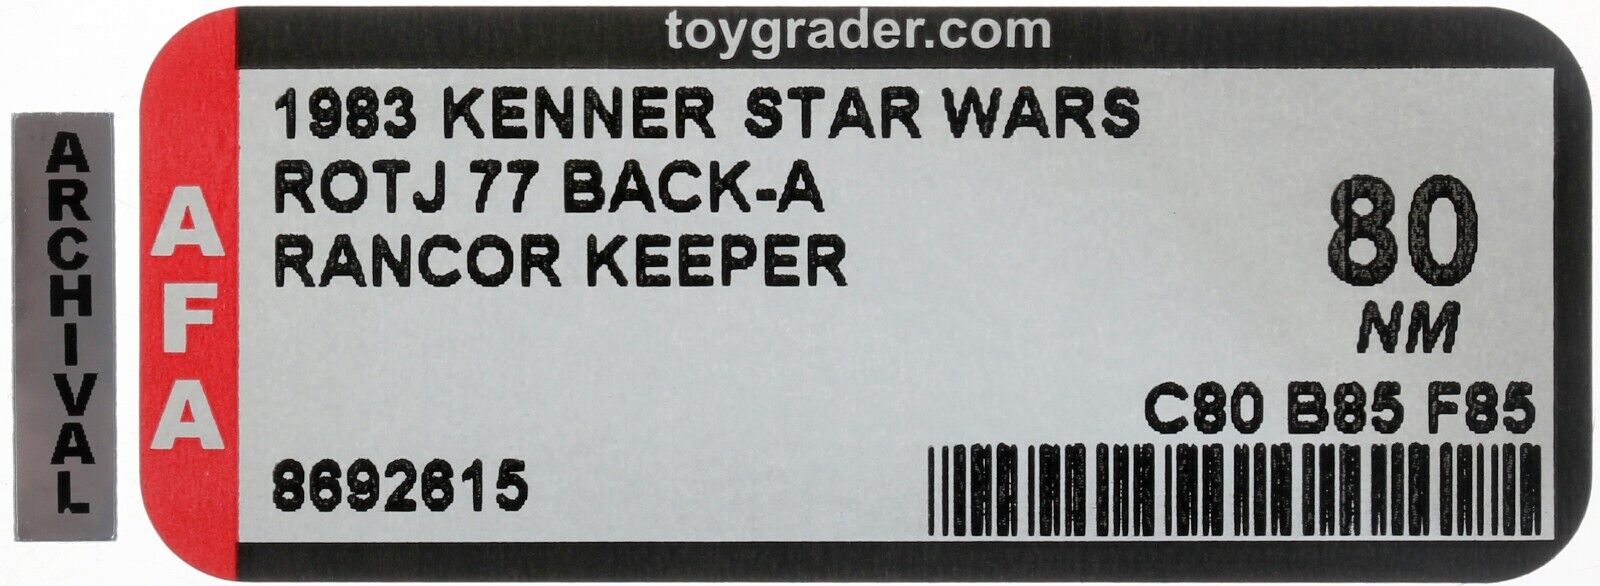 ARCHIVAL
AFA
toygrader.com
1983 KENNER STAR WARS
ROTJ 77 BACK-A
RANCOR KEEPER
80
NM
C80 B85 F85
8692615